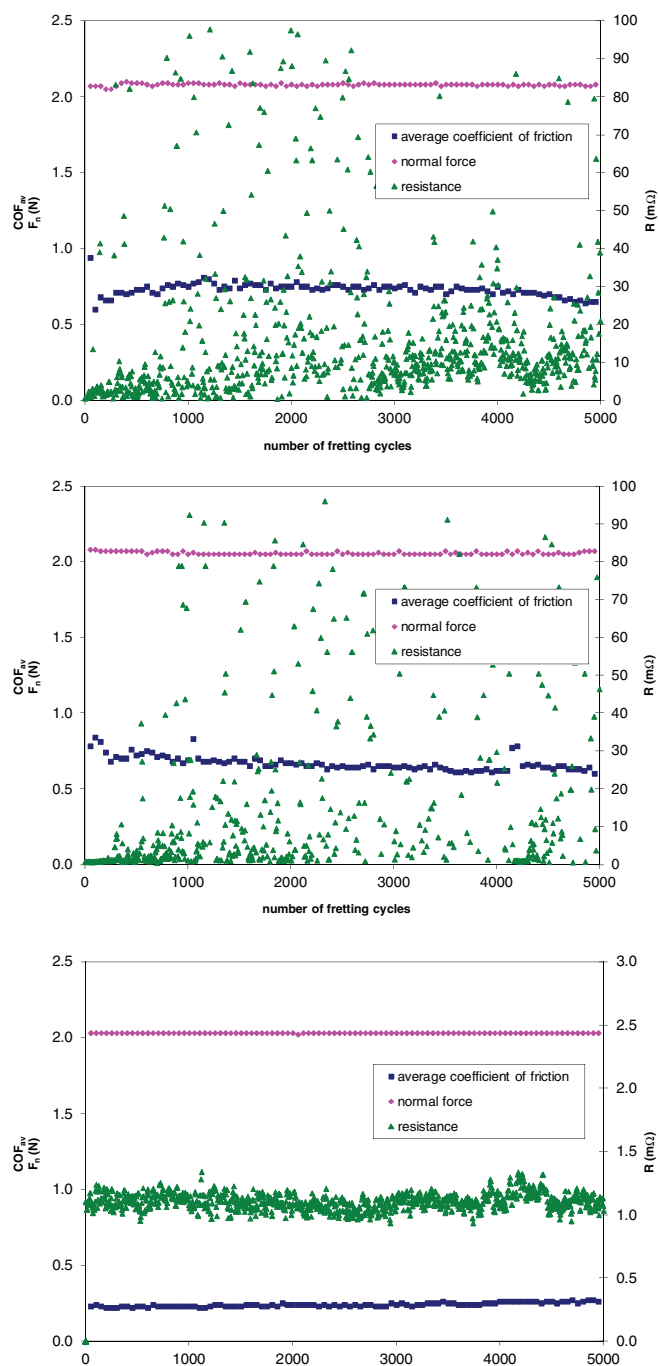 2.5
2.0
1.5
1.0
0.5
0.0
COFav
Fn (N)
100
90
80
70
60
50
40
30
20
10
0
R (mΩ)
average coefficient of friction
normal force
resistance
0 1000 2000 3000 4000 5000
number of fretting cycles
2.5
2.0
1.5
1.0
0.5
0.0
COFav
Fn (N)
100
90
80
70
60
50
40
30
20
10
0
R (mΩ)
average coefficient of friction
normal force
resistance
0 1000 2000 3000 4000 5000
number of fretting cycles
2.5
2.0
1.5
1.0
0.5
0.0
COFav
Fn (N)
3.0
2.5
2.0
1.5
1.0
0.5
0.0
R (mΩ)
average coefficient of friction
normal force
resistance
0 1000 2000 3000 4000 5000